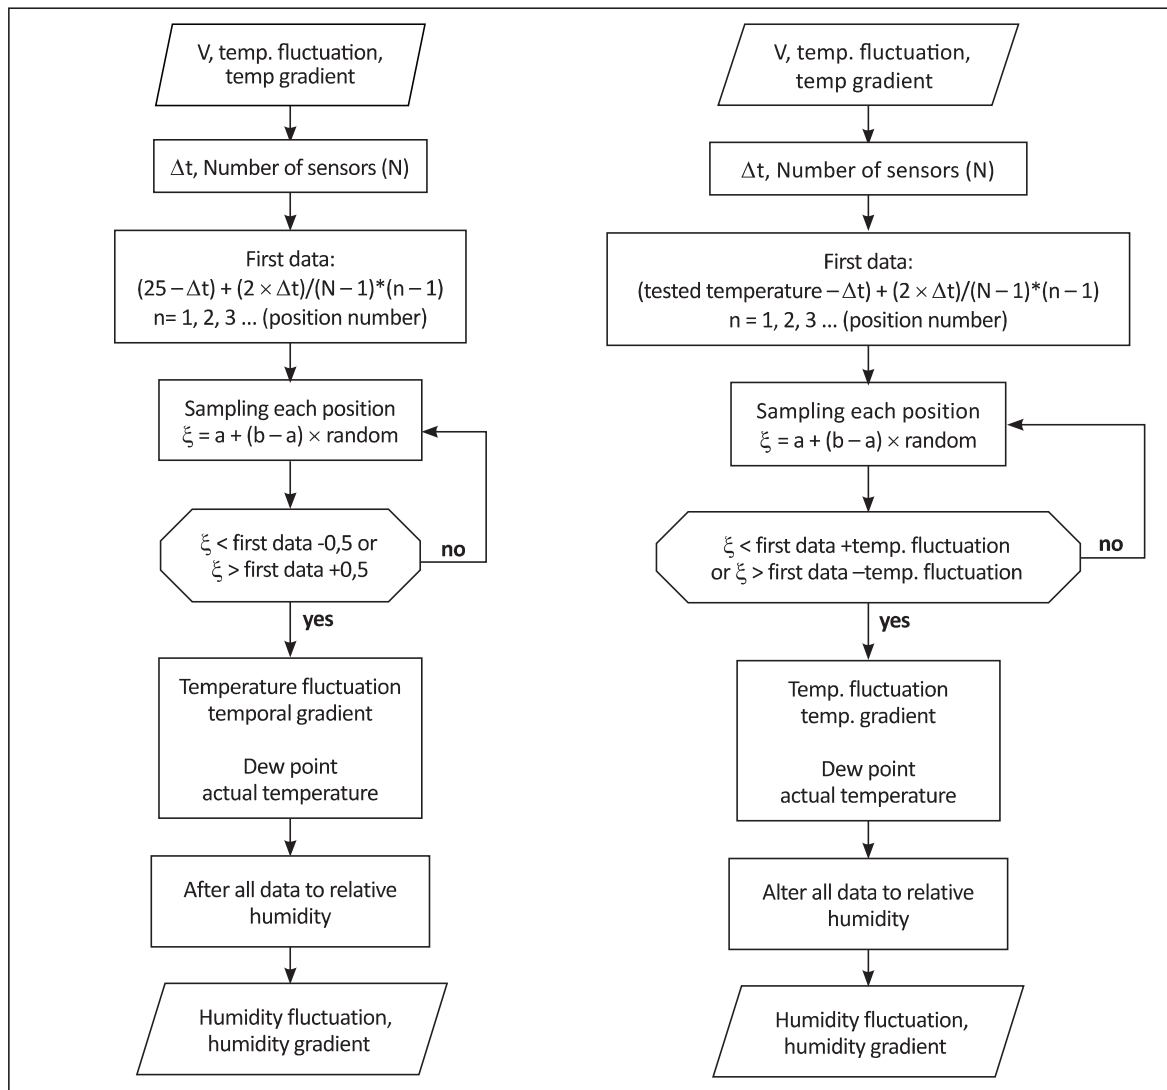 V, temp. fluctuation,
temp gradient
Δt, Number of sensors (N)
First data:
(25 – Δt) + (2 × Δt)/(N – 1)*(n – 1)
n= 1, 2, 3 ... (position number)
Sampling each position
ξ = a + (b – a) × random
ξ < first data -0,5 or
ξ > first data +0,5
no
yes
Temperature fluctuation
temporal gradient
Dew point
actual temperature
After all data to relative
humidity
Humidity fluctuation,
humidity gradient
V, temp. fluctuation,
temp gradient
Δt, Number of sensors (N)
First data:
(tested temperature – Δt) + (2 × Δt)/(N – 1)*(n – 1)
n = 1, 2, 3 ... (position number)
Sampling each position
ξ = a + (b – a) × random
ξ < first data +temp. fluctuation
or ξ > first data –temp. fluctuation
no
yes
Temp. fluctuation
temp. gradient
Dew point
actual temperature
Alter all data to relative
humidity
Humidity fluctuation,
humidity gradient